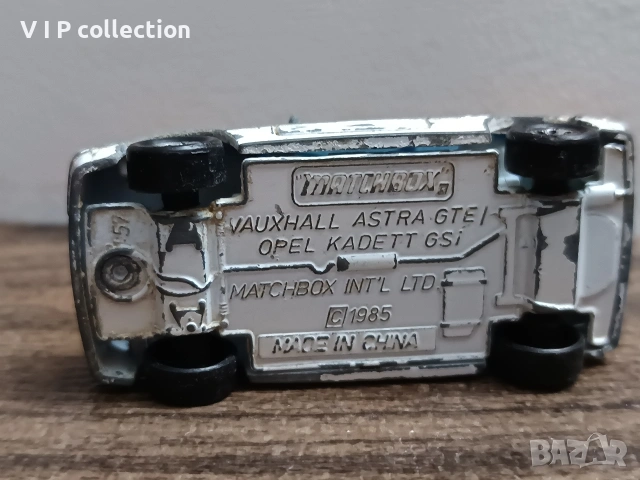 V I P collection
"MATCHBOX"
VAUXHALL ASTRA GTE/
OPEL KADETT GSi
MATCHBOX INT'L LTD.
© 1985
MADE IN CHINA
57
BAZAR